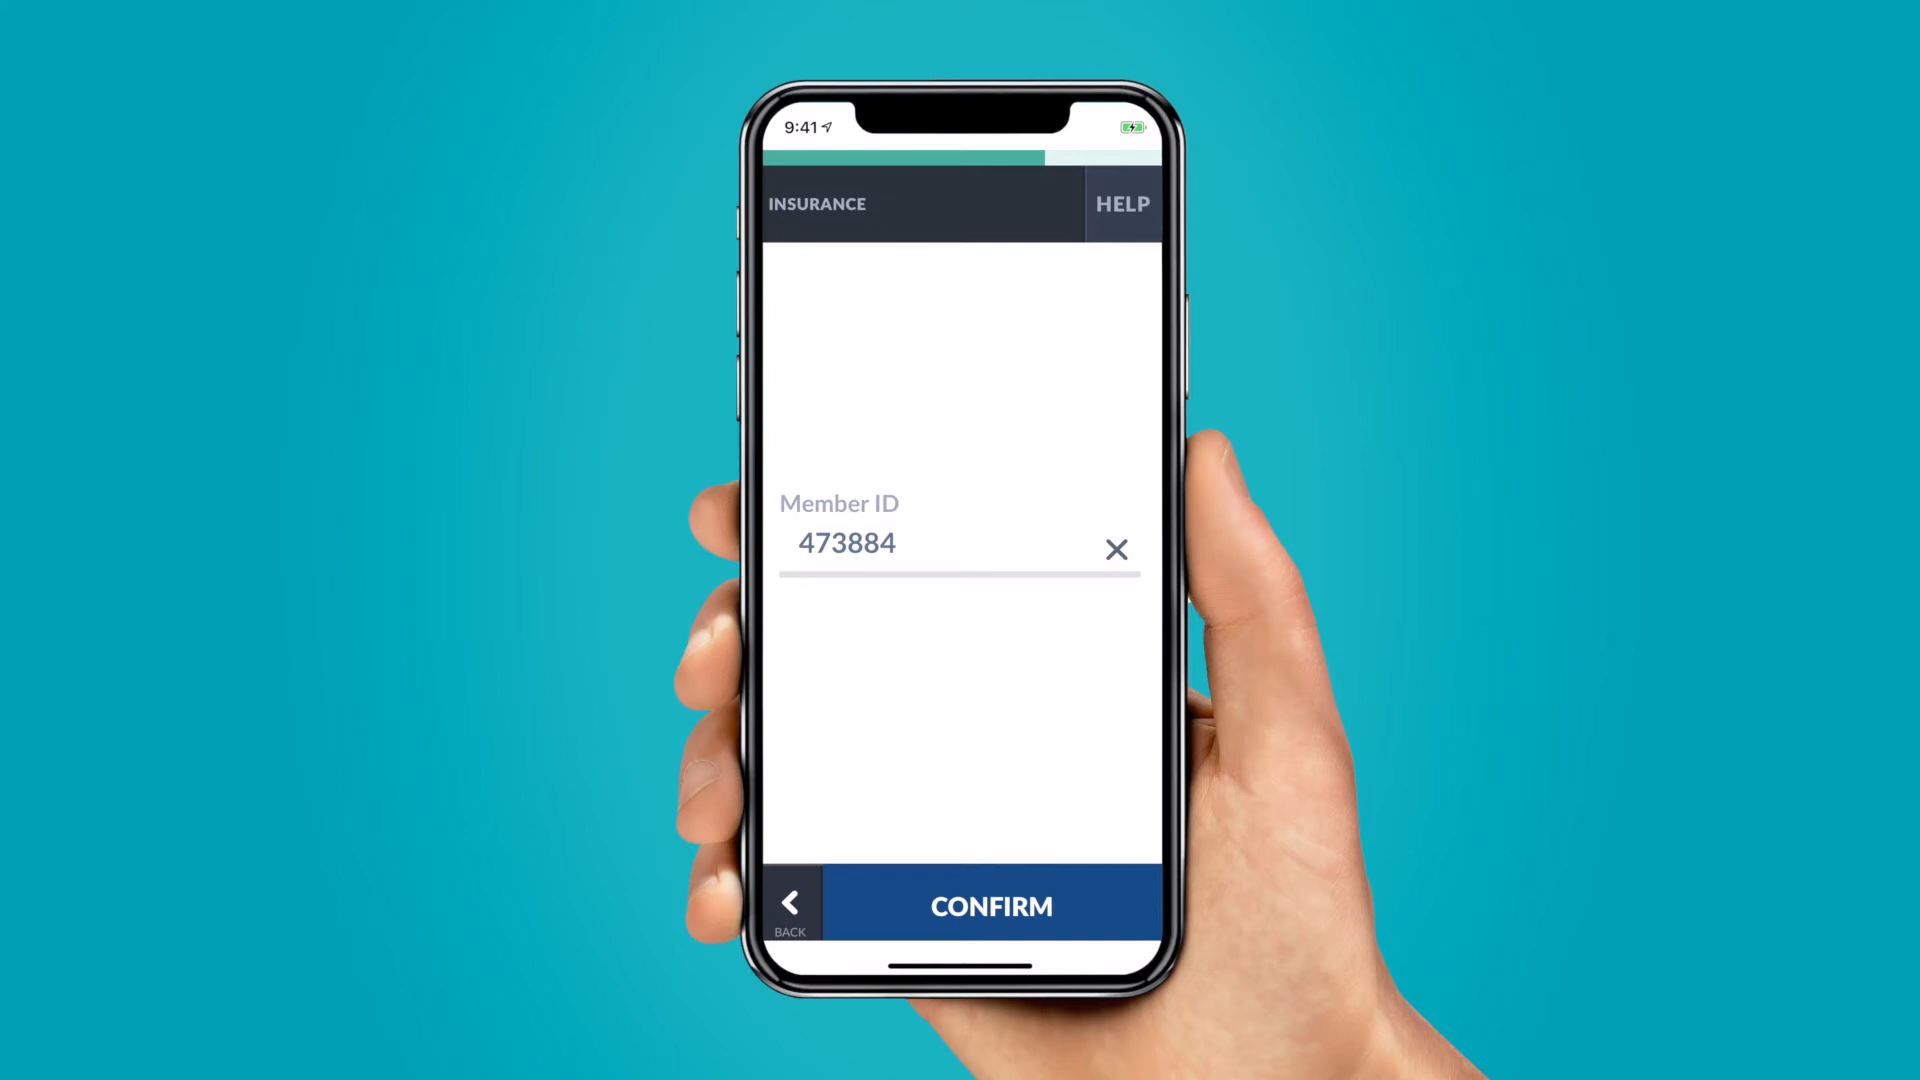 9:41
INSURANCE
HELP
Member ID
473884
CONFIRM
BACK